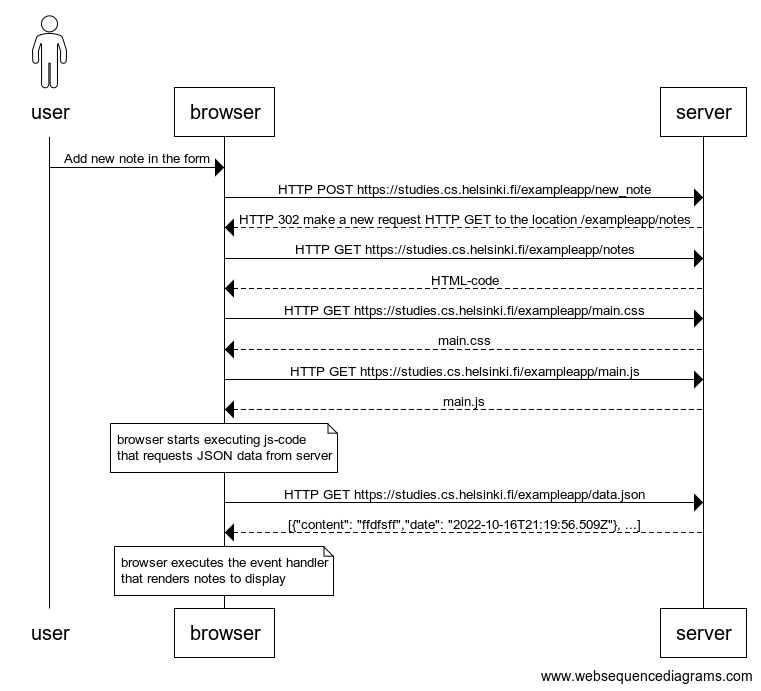 user
browser
server
Add new note in the form
HTTP POST https://studies.cs.helsinki.fi/exampleapp/new_note
HTTP 302 make a new request HTTP GET to the location /exampleapp/notes
HTTP GET https://studies.cs.helsinki.fi/exampleapp/notes
HTML-code
HTTP GET https://studies.cs.helsinki.fi/exampleapp/main.css
main.css
HTTP GET https://studies.cs.helsinki.fi/exampleapp/main.js
main.js
browser starts executing js-code
that requests JSON data from server
HTTP GET https://studies.cs.helsinki.fi/exampleapp/data.json
[{"content": "ffdfsff","date": "2022-10-16T21:19:56.509Z"}, ...]
browser executes the event handler
that renders notes to display
user
browser
server
www.websequencediagrams.com